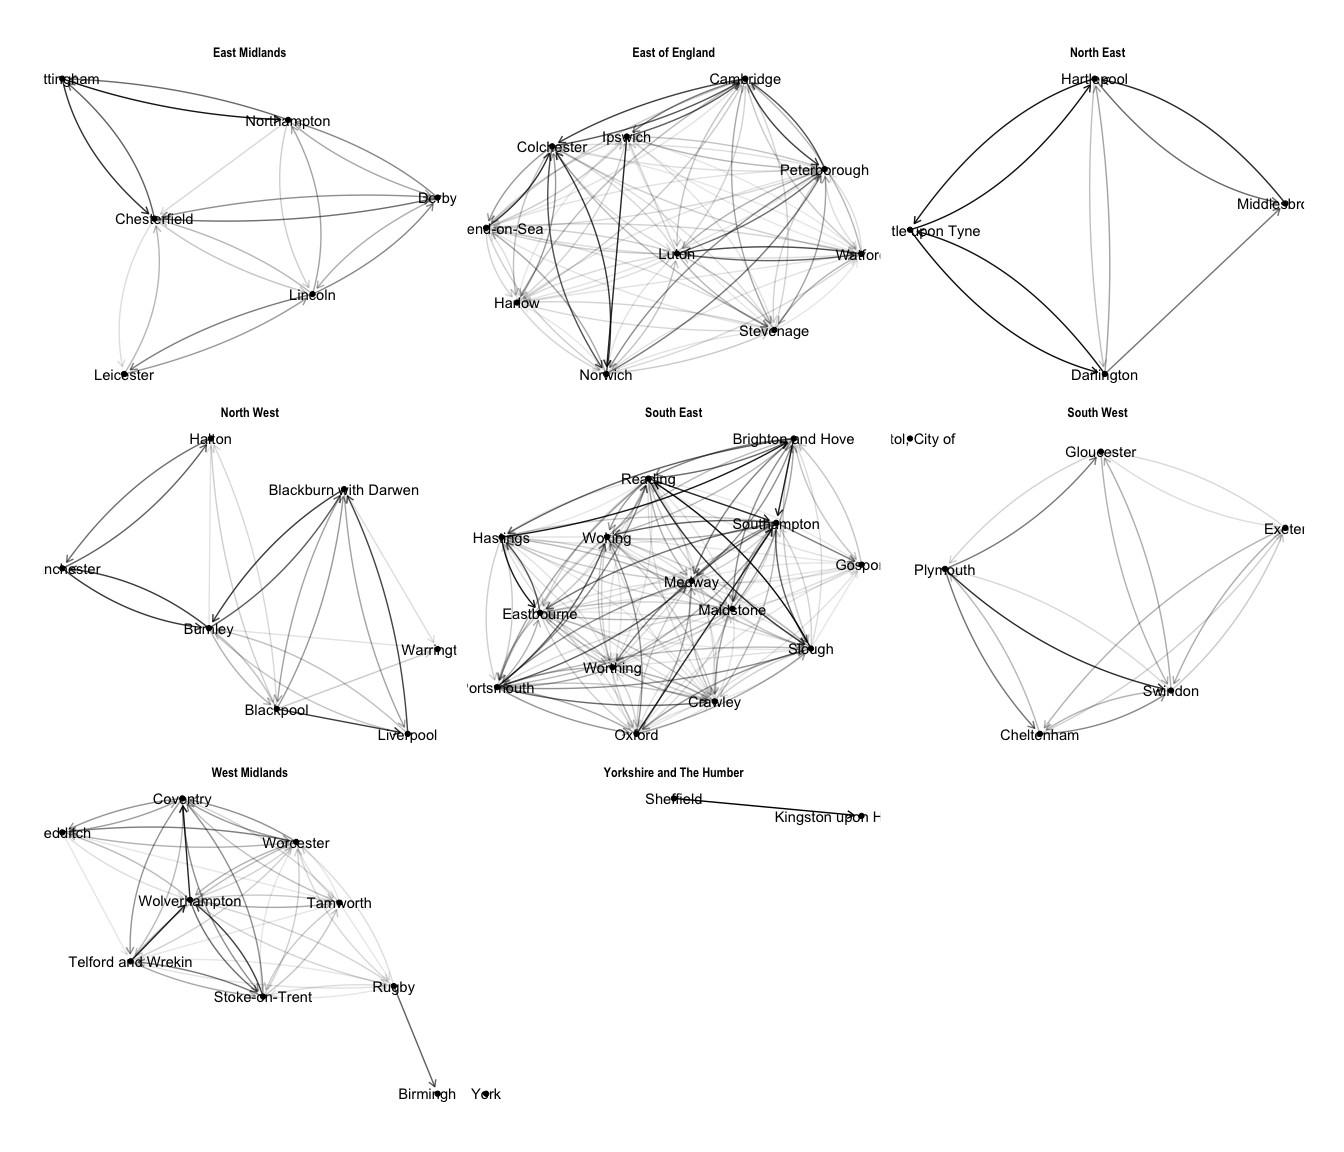 East Midlands
ttingham
Northampton
Derby
Chesterfield
Lincoln
Leicester
East of England
Cambridge
Ipswich
Colchester
Peterborough
end-on-Sea
Luton
Watford
Harlow
Stevenage
Norwich
North East
Hartlepool
Middlesbro
tle upon Tyne
Darlington
North West
Halton
Blackburn with Darwen
nchester
Burnley
Warringt
Blackpool
Liverpool
South East
Brighton and Hove
Reading
Southampton
Hastings
Woking
Gospor
Medway
Maidstone
Eastbourne
Slough
Worthing
ortsmouth
Crawley
Oxford
South West
tol, City of
Gloucester
Exeter
Plymouth
Swindon
Cheltenham
West Midlands
Coventry
edditch
Worcester
Wolverhampton
Tamworth
Telford and Wrekin
Stoke-on-Trent
Rugby
Birmingh
Yorkshire and The Humber
Sheffield
Kingston upon H
York